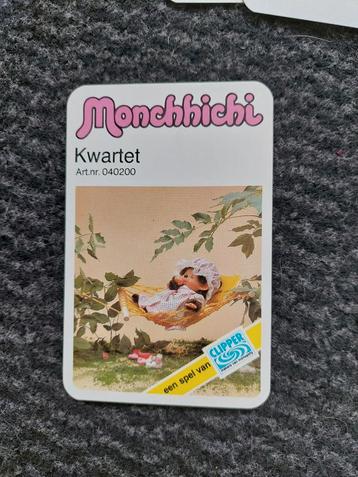 Monchhichi
Kwartet
Art.nr. 040200
een spel van
CLIPPER